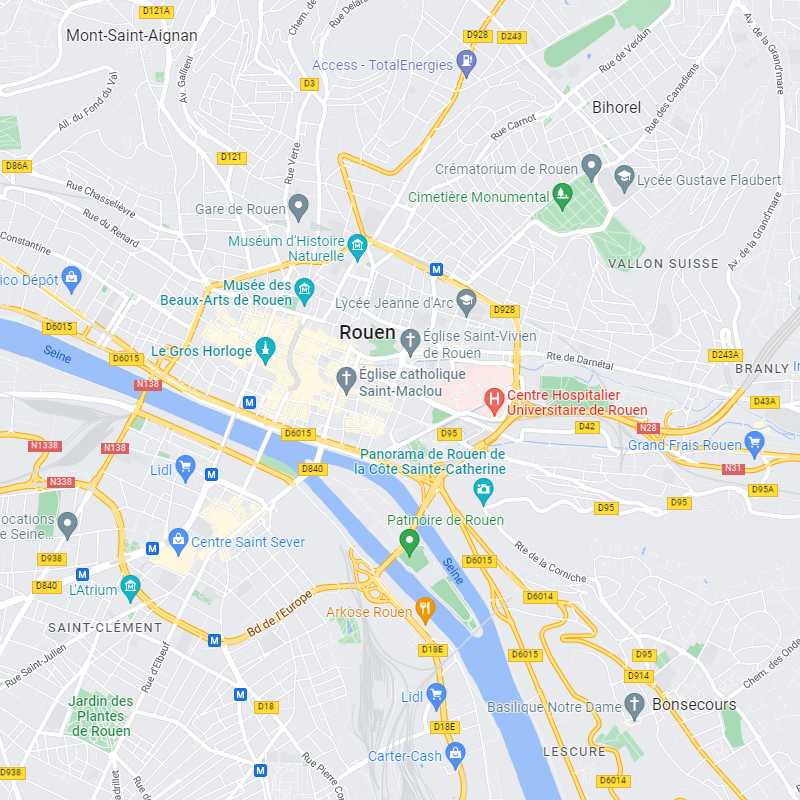 D121A
Mont-Saint-Aignan
Chem. de
Rue Delara
D928
D243
Rue de Verdun
Av. de la Grand'mare
Access - TotalEnergies
Av. Gallieni
D3
All. du Fond du Val
Bihorel
Rue des Canadiens
Rue Carnot
D121
Rue Verte
D86A
Crématorium de Rouen
Lycée Gustave Flaubert
Cimetière Monumental
Rue Chasselièvre
Rue du Renard
Gare de Rouen
Av. de la Grand'mare
Constantine
Muséum d'Histoire
Naturelle
M
VALLON SUISSE
ico Dépôt
Musée des
Beaux-Arts de Rouen
Lycée Jeanne d'Arc
D928
D6015
Rouen
Église Saint-Vivien
de Rouen
Seine
D6015
Le Gros Horloge
Rte de Darnétal
D243A
BRANLY
In
Église catholique
Saint-Maclou
N138
M
Centre Hospitalier
Universitaire de Rouen
D43A
D6015
D95
D42
N28
Grand Frais Rouen
N1338
N138
Panorama de Rouen de
la Côte Sainte-Catherine
N31
Lidl
M
D840
N338
D95A
D95
D95
ocations
e Seine...
Patinoire de Rouen
Centre Saint Sever
M
D938
Rte de la Corniche
D6015
Seine
M
D840
L'Atrium
D6014
Bd de l'Europe
Arkose Rouen
SAINT-CLÉMENT
M
D18E
D6015
D95
Rue Saint-Julien
Rue d'Elbeuf
D914
Chem. des Onde
M
Lidl
Jardin des
Plantes
de Rouen
D18
Basilique Notre Dame
Bonsecours
D18E
Carter-Cash
LESCURE
M
D938
D6014
Rue Pierre Cor